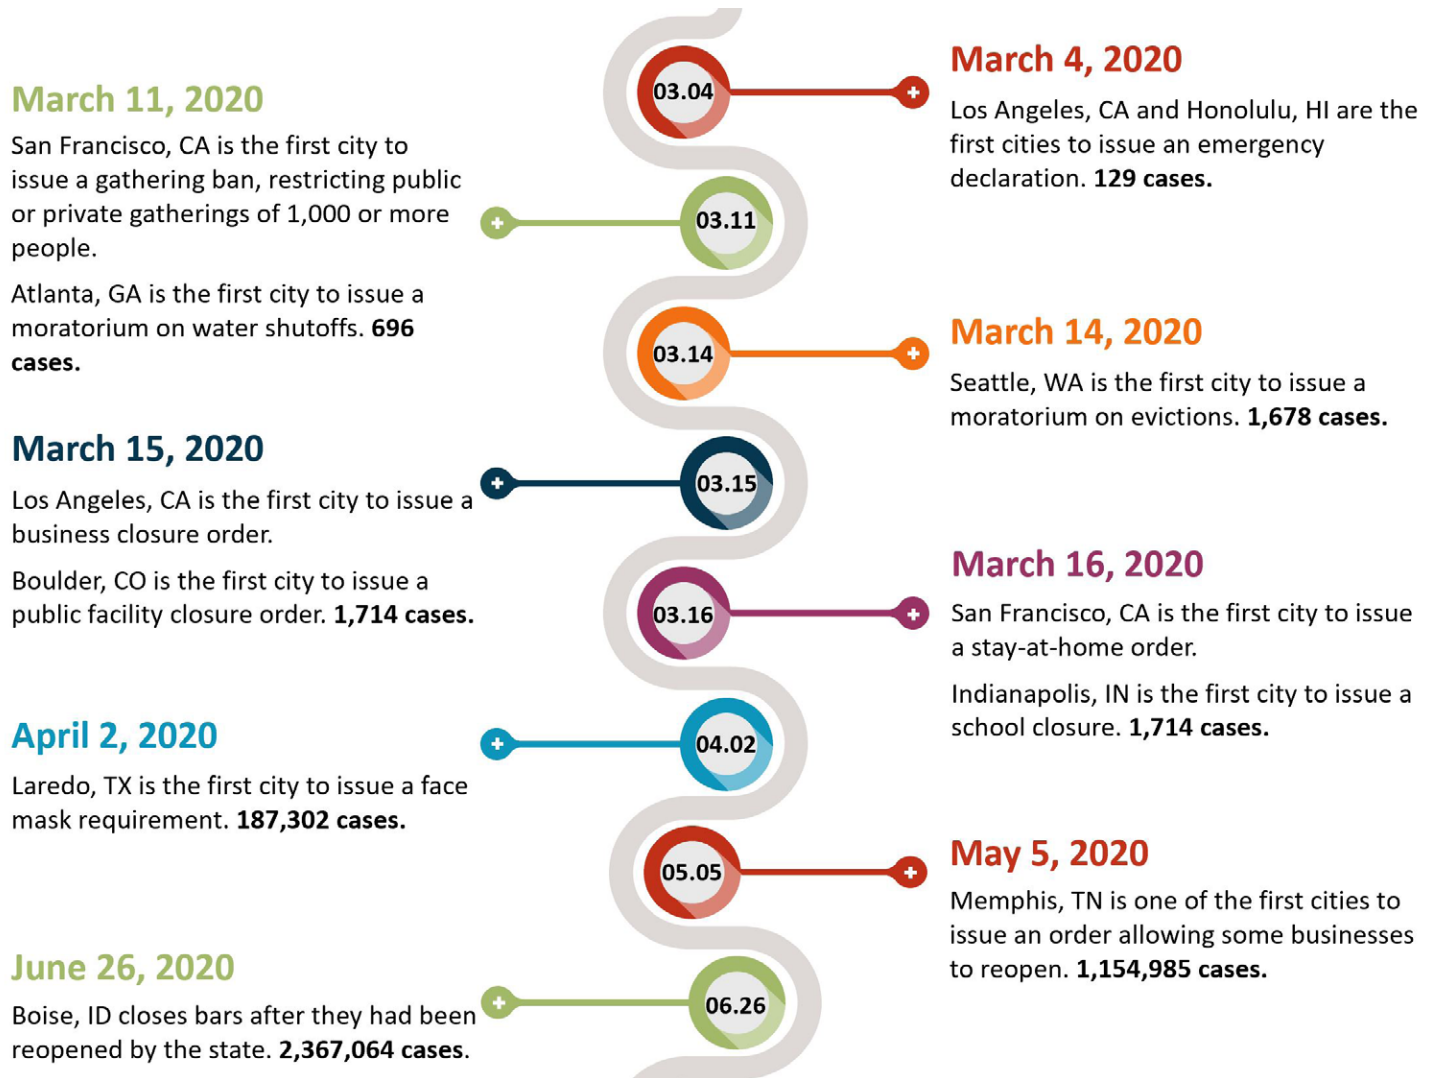 March 4, 2020
Los Angeles, CA and Honolulu, HI are the
first cities to issue an emergency
declaration. 129 cases.
03.04
March 11, 2020
San Francisco, CA is the first city to
issue a gathering ban, restricting public
or private gatherings of 1,000 or more
people.
Atlanta, GA is the first city to issue a
moratorium on water shutoffs. 696
cases.
03.11
March 14, 2020
Seattle, WA is the first city to issue a
moratorium on evictions. 1,678 cases.
03.14
March 15, 2020
Los Angeles, CA is the first city to issue a
business closure order.
Boulder, CO is the first city to issue a
public facility closure order. 1,714 cases.
03.15
March 16, 2020
San Francisco, CA is the first city to issue
a stay-at-home order.
Indianapolis, IN is the first city to issue a
school closure. 1,714 cases.
03.16
April 2, 2020
Laredo, TX is the first city to issue a face
mask requirement. 187,302 cases.
04.02
May 5, 2020
Memphis, TN is one of the first cities to
issue an order allowing some businesses
to reopen. 1,154,985 cases.
05.05
June 26, 2020
Boise, ID closes bars after they had been
reopened by the state. 2,367,064 cases.
06.26